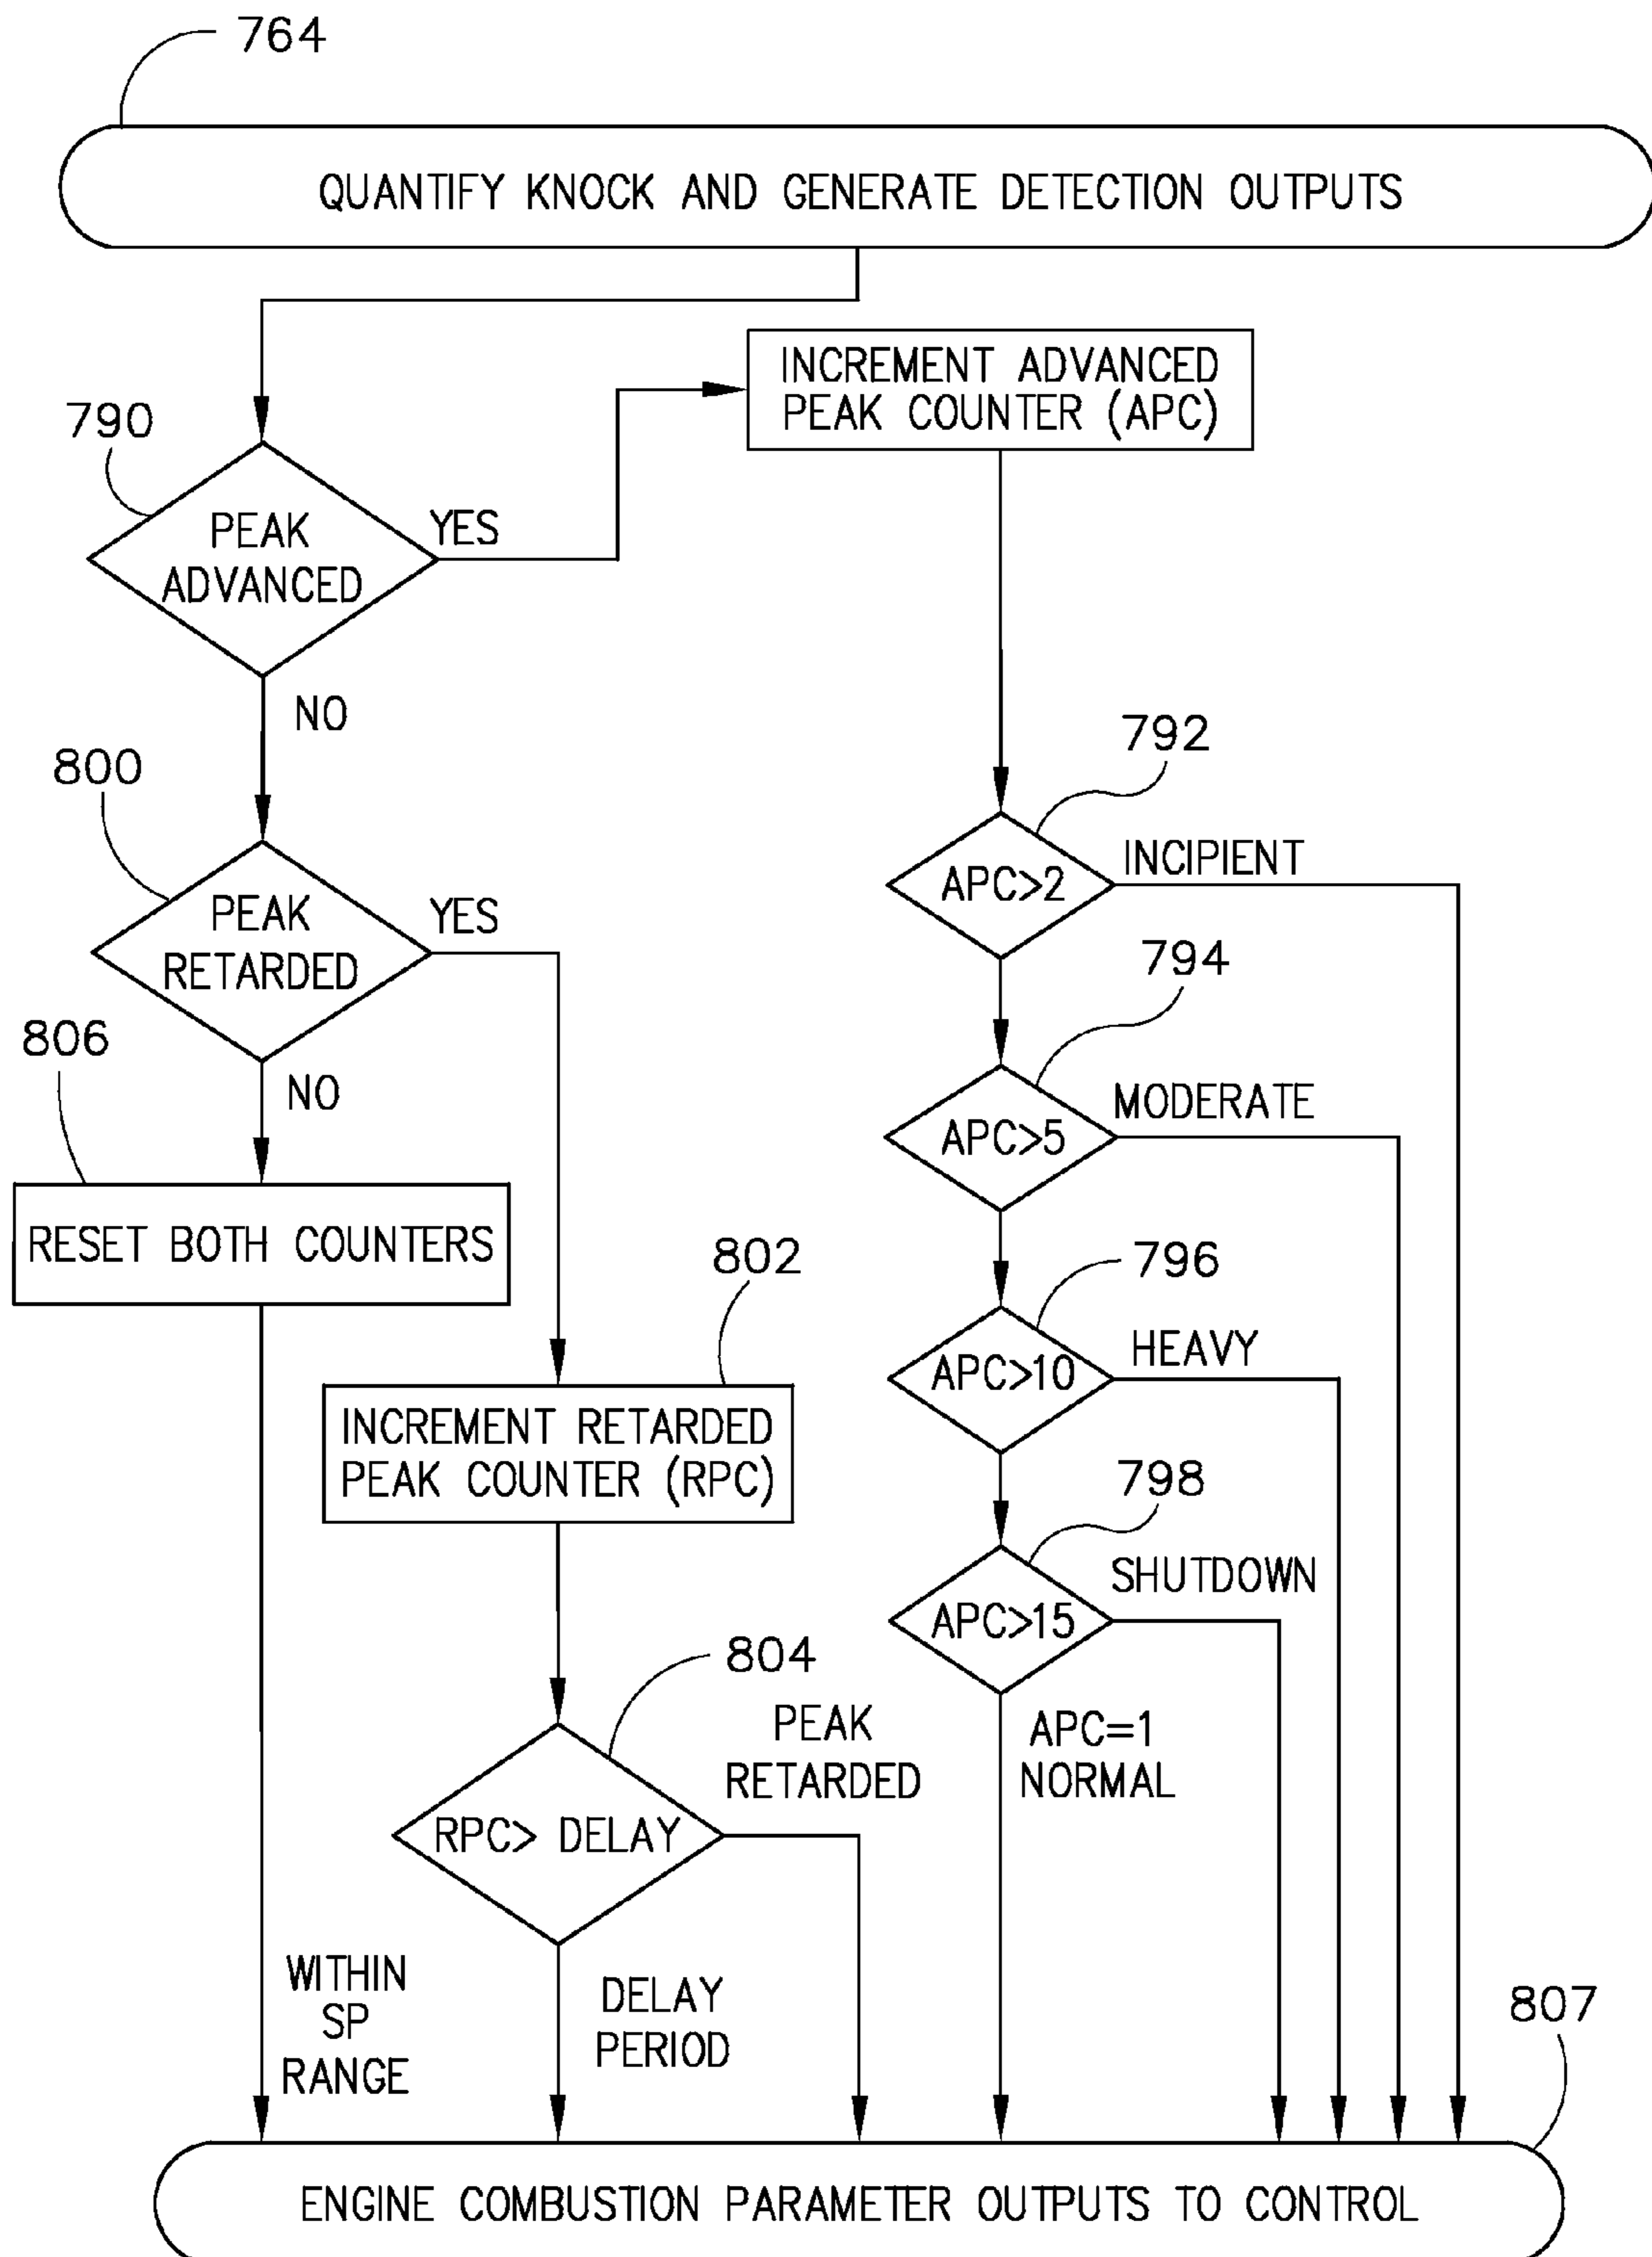 764
QUANTIFY KNOCK AND GENERATE DETECTION OUTPUTS
INCREMENT ADVANCED
PEAK COUNTER (APC)
790
PEAK
ADVANCED
YES
NO
792
800
APC>2
INCIPIENT
PEAK
RETARDED
YES
794
806
NO
APC>5
MODERATE
RESET BOTH COUNTERS
802
796
APC>10
HEAVY
INCREMENT RETARDED
PEAK COUNTER (RPC)
798
APC>15
SHUTDOWN
804
PEAK
RETARDED
APC=1
NORMAL
RPC> DELAY
WITHIN
SP
RANGE
DELAY
PERIOD
807
ENGINE COMBUSTION PARAMETER OUTPUTS TO CONTROL